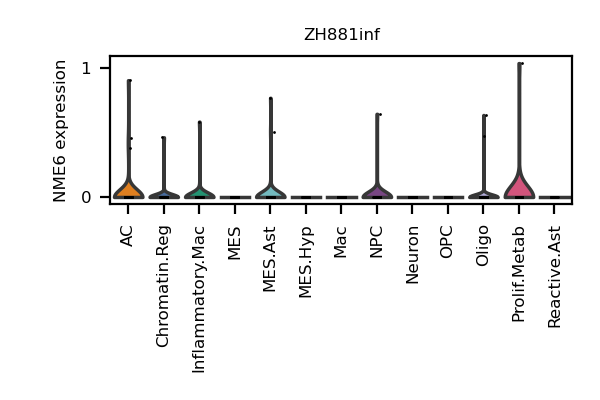 ZH881inf
NME6 expression
1
0
AC
Chromatin.Reg
Inflammatory.Mac
MES
MES.Ast
MES.Hyp
Mac
NPC
Neuron
OPC
Oligo
Prolif.Metab
Reactive.Ast